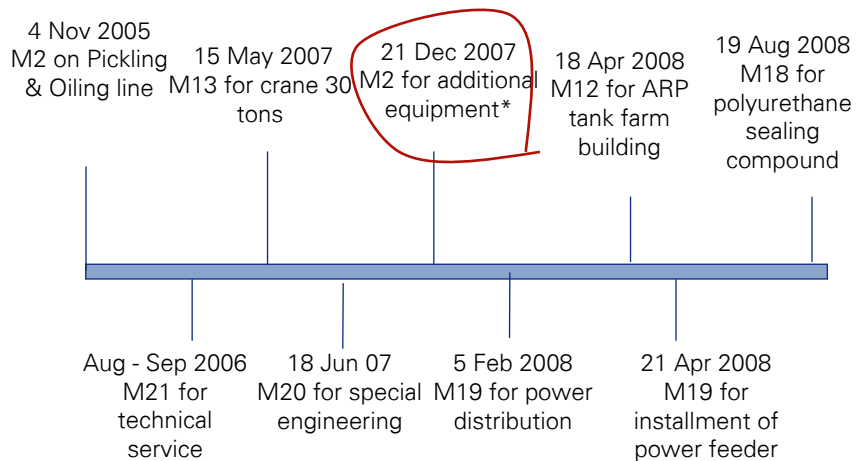 4 Nov 2005
M2 on Pickling
& Oiling line
15 May 2007
M13 for crane 30
tons
21 Dec 2007
M2 for additional
equipment*
18 Apr 2008
M12 for ARP
tank farm
building
19 Aug 2008
M18 for
polyurethane
sealing
compound
Aug - Sep 2006
M21 for
technical
service
18 Jun 07
M20 for special
engineering
5 Feb 2008
M19 for power
distribution
21 Apr 2008
M19 for
installment of
power feeder